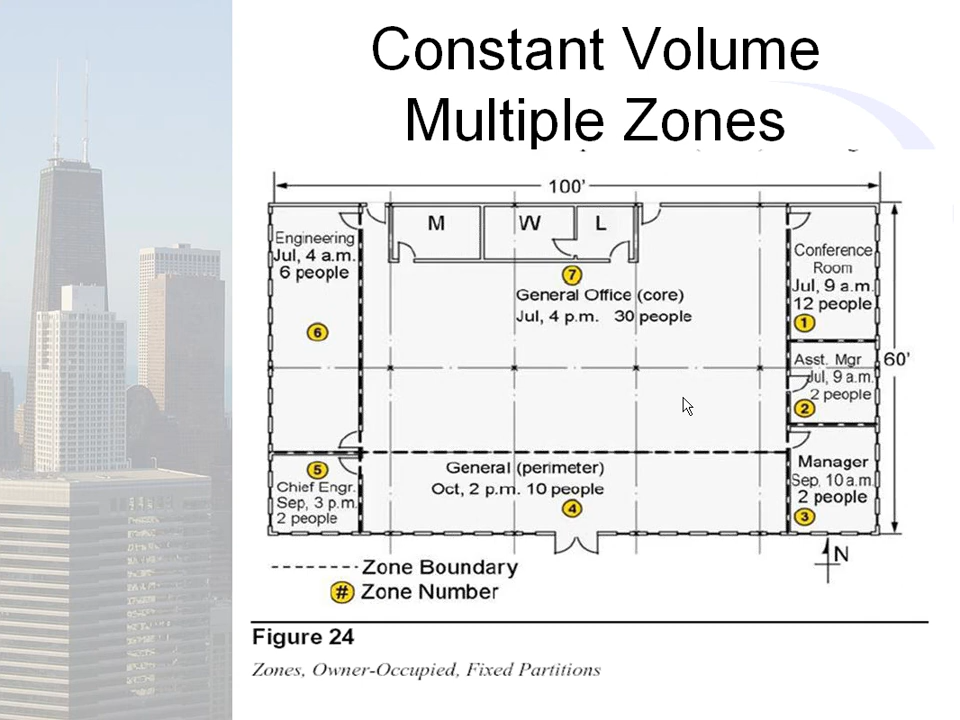 Constant Volume
Multiple Zones
100'
M
W
L
Engineering
Jul, 4 a.m.
6 people
6
7
General Office (core)
Jul, 4 p.m. 30 people
Conference
Room
Jul, 9 a.m.
12 people
1
60'
Asst. Mgr
Jul, 9 a.m.
2 people
2
5
Chief Engr.
Sep, 3 p.m.
2 people
General (perimeter)
Oct, 2 p.m. 10 people
4
Manager
Sep, 10 a.m.
2 people
3
N
Zone Boundary
# Zone Number
Figure 24
Zones, Owner-Occupied, Fixed Partitions